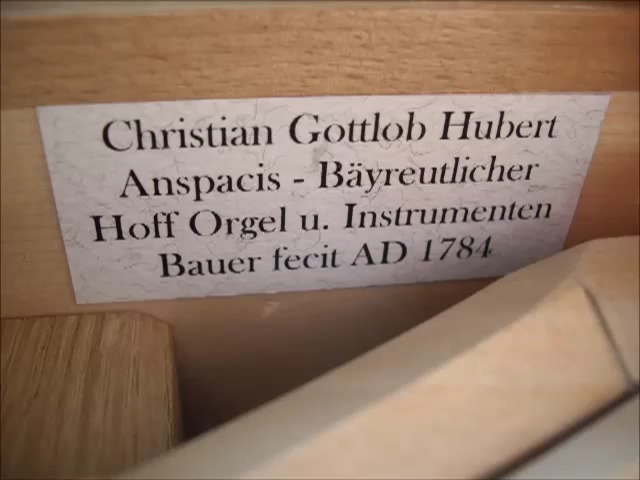 Christian Gottlob Hubert
Anspacis - Bäyreutlicher
Hoff Orgel u. Instrumenten
Bauer fecit AD 1784